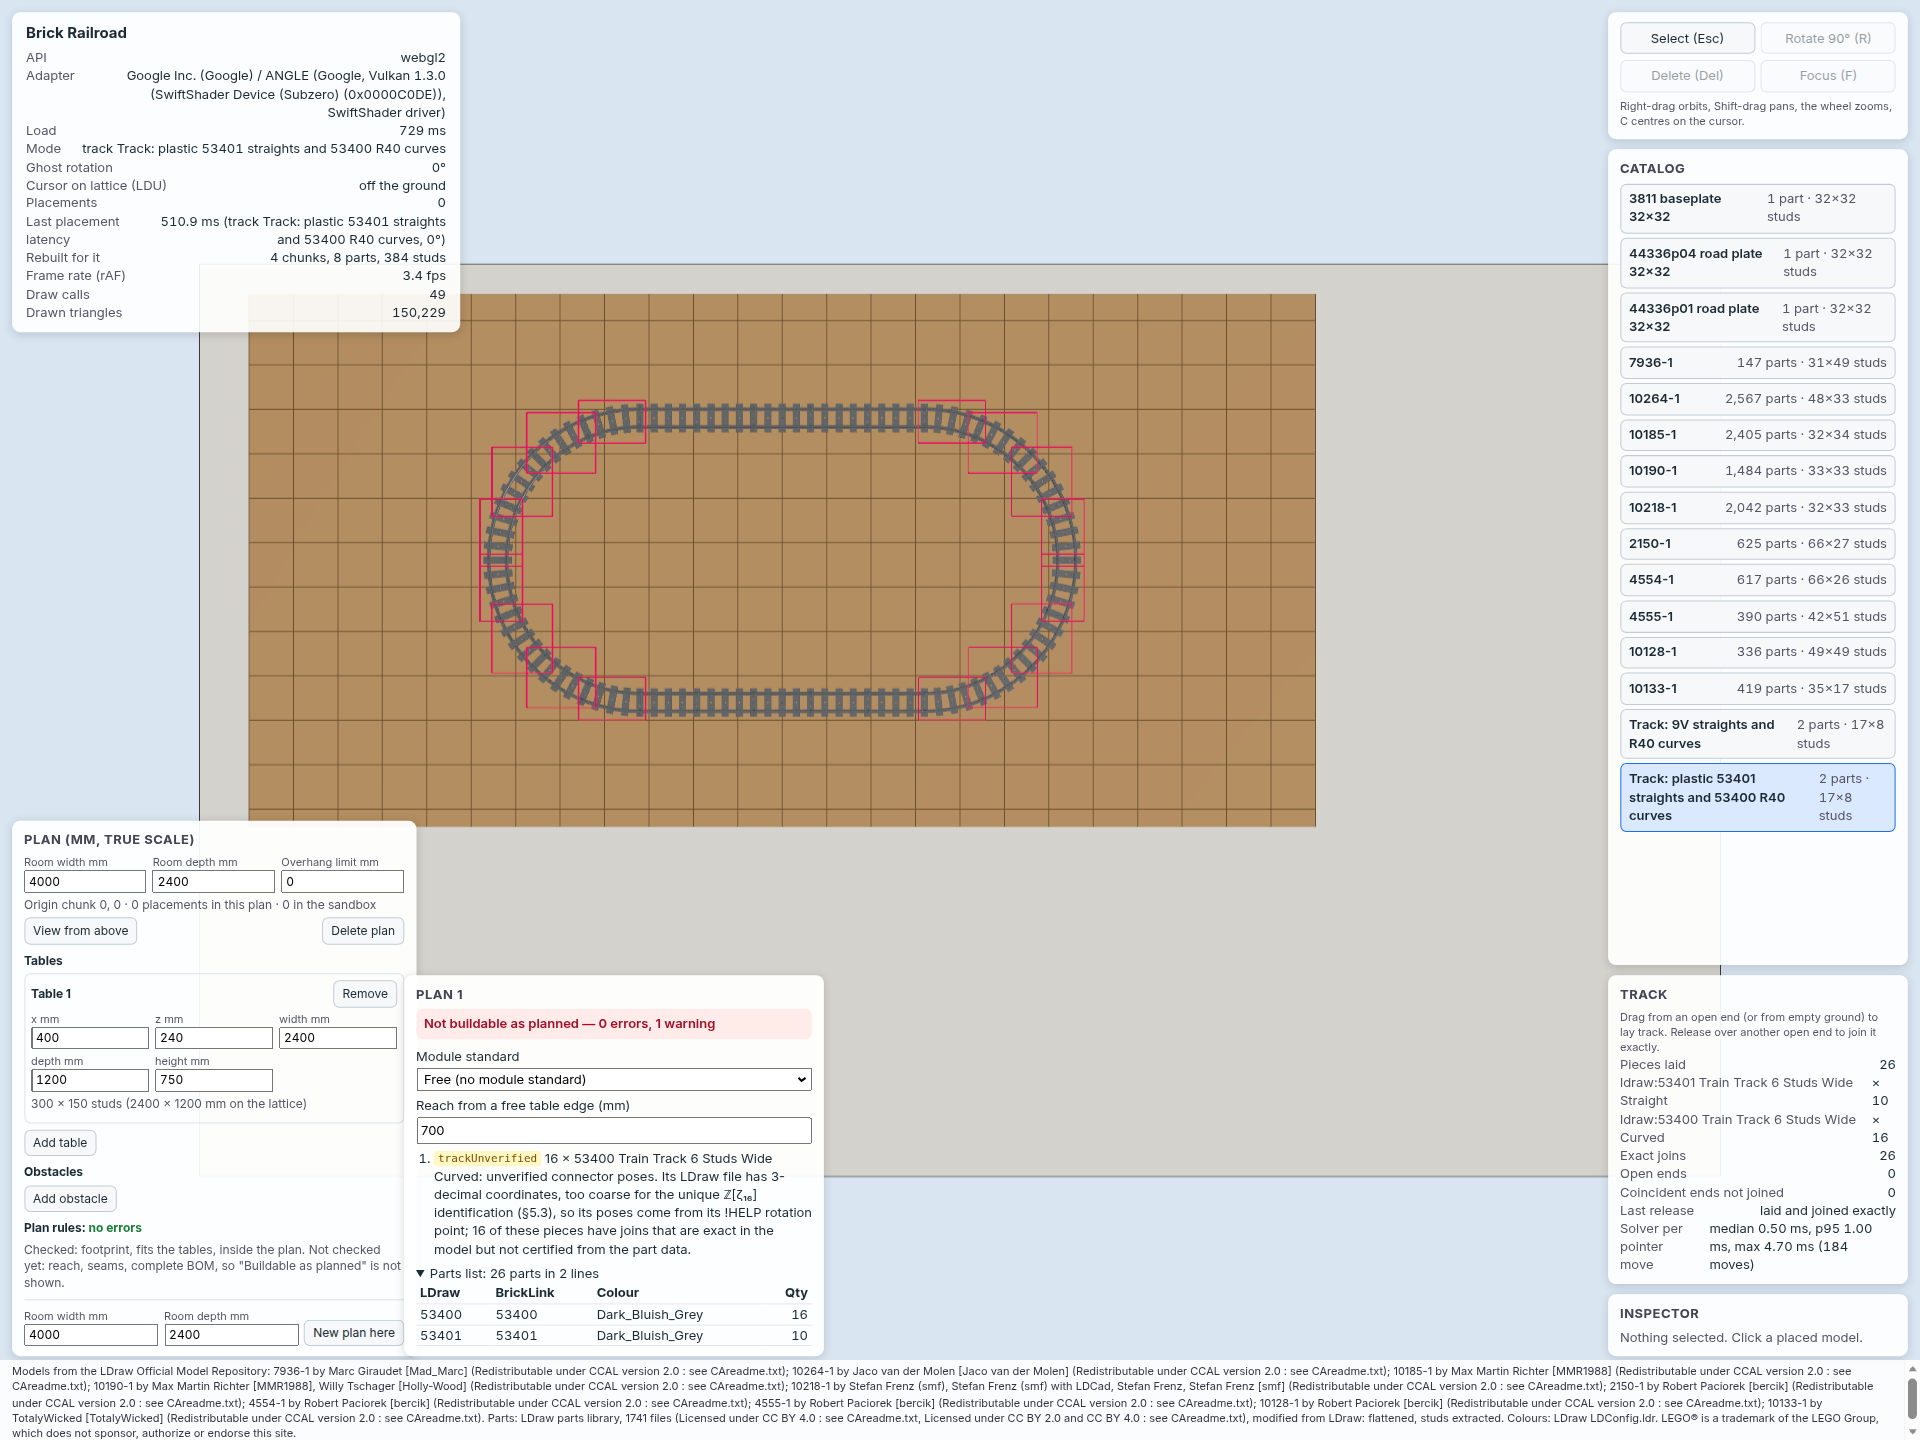 Brick Railroad
API webgl2
Adapter Google Inc. (Google) / ANGLE (Google, Vulkan 1.3.0
(SwiftShader Device (Subzero) (0x0000C0DE)),
SwiftShader driver)
Load 729 ms
Mode track Track: plastic 53401 straights and 53400 R40 curves
Ghost rotation 0°
Cursor on lattice (LDU) off the ground
Placements 0
Last placement 510.9 ms (track Track: plastic 53401 straights
latency and 53400 R40 curves, 0°)
Rebuilt for it 4 chunks, 8 parts, 384 studs
Frame rate (rAF) 3.4 fps
Draw calls 49
Drawn triangles 150,229
PLAN (MM, TRUE SCALE)
Room width mm Room depth mm Overhang limit mm
4000 2400 0
Origin chunk 0, 0 · 0 placements in this plan · 0 in the sandbox
View from above Delete plan
Tables
Table 1 Remove
x mm z mm width mm
400 240 2400
depth mm height mm
1200 750
300 × 150 studs (2400 × 1200 mm on the lattice)
Add table
Obstacles
Add obstacle
Plan rules: no errors
Checked: footprint, fits the tables, inside the plan. Not checked
yet: reach, seams, complete BOM, so "Buildable as planned" is not
shown.
Room width mm Room depth mm
4000 2400 New plan here
PLAN 1
Not buildable as planned — 0 errors, 1 warning
Module standard
Free (no module standard)
Reach from a free table edge (mm)
700
1. trackUnverified 16 × 53400 Train Track 6 Studs Wide
Curved: unverified connector poses. Its LDraw file has 3-
decimal coordinates, too coarse for the unique ℤ[ζ₁₆]
identification (§5.3), so its poses come from its !HELP rotation
point; 16 of these pieces have joins that are exact in the
model but not certified from the part data.
▼ Parts list: 26 parts in 2 lines
LDraw BrickLink Colour Qty
53400 53400 Dark_Bluish_Grey 16
53401 53401 Dark_Bluish_Grey 10
Select (Esc) Rotate 90° (R)
Delete (Del) Focus (F)
Right-drag orbits, Shift-drag pans, the wheel zooms,
C centres on the cursor.
CATALOG
3811 baseplate 1 part · 32×32
32×32 studs
44336p04 road plate 1 part · 32×32
32×32 studs
44336p01 road plate 1 part · 32×32
32×32 studs
7936-1 147 parts · 31×49 studs
10264-1 2,567 parts · 48×33 studs
10185-1 2,405 parts · 32×34 studs
10190-1 1,484 parts · 33×33 studs
10218-1 2,042 parts · 32×33 studs
2150-1 625 parts · 66×27 studs
4554-1 617 parts · 66×26 studs
4555-1 390 parts · 42×51 studs
10128-1 336 parts · 49×49 studs
10133-1 419 parts · 35×17 studs
Track: 9V straights and 2 parts · 17×8
R40 curves studs
Track: plastic 53401 2 parts ·
straights and 53400 R40 17×8
curves studs
TRACK
Drag from an open end (or from empty ground) to
lay track. Release over another open end to join it
exactly.
Pieces laid 26
ldraw:53401 Train Track 6 Studs Wide ×
Straight 10
ldraw:53400 Train Track 6 Studs Wide ×
Curved 16
Exact joins 26
Open ends 0
Coincident ends not joined 0
Last release laid and joined exactly
Solver per median 0.50 ms, p95 1.00
pointer ms, max 4.70 ms (184
move moves)
INSPECTOR
Nothing selected. Click a placed model.
Models from the LDraw Official Model Repository: 7936-1 by Marc Giraudet [Mad_Marc] (Redistributable under CCAL version 2.0 : see CAreadme.txt); 10264-1 by Jaco van der Molen [Jaco van der Molen] (Redistributable under CCAL version 2.0 : see CAreadme.txt); 10185-1 by Max Martin Richter [MMR1988] (Redistributable under CCAL version 2.0 : see
CAreadme.txt); 10190-1 by Max Martin Richter [MMR1988], Willy Tschager [Holly-Wood] (Redistributable under CCAL version 2.0 : see CAreadme.txt); 10218-1 by Stefan Frenz (smf), Stefan Frenz (smf) with LDCad, Stefan Frenz, Stefan Frenz [smf] (Redistributable under CCAL version 2.0 : see CAreadme.txt); 2150-1 by Robert Paciorek [bercik] (Redistributable
under CCAL version 2.0 : see CAreadme.txt); 4554-1 by Robert Paciorek [bercik] (Redistributable under CCAL version 2.0 : see CAreadme.txt); 4555-1 by Robert Paciorek [bercik] (Redistributable under CCAL version 2.0 : see CAreadme.txt); 10128-1 by Robert Paciorek [bercik] (Redistributable under CCAL version 2.0 : see CAreadme.txt); 10133-1 by
TotalyWicked [TotalyWicked] (Redistributable under CCAL version 2.0 : see CAreadme.txt). Parts: LDraw parts library, 1741 files (Licensed under CC BY 4.0 : see CAreadme.txt, Licensed under CC BY 2.0 and CC BY 4.0 : see CAreadme.txt), modified from LDraw: flattened, studs extracted. Colours: LDraw LDConfig.ldr. LEGO® is a trademark of the LEGO Group,
which does not sponsor, authorize or endorse this site.